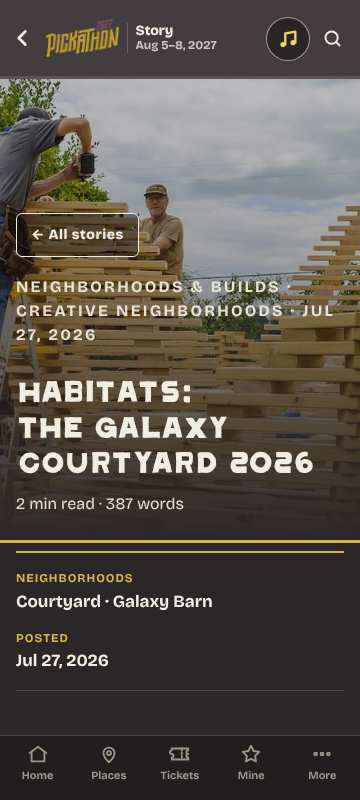 2027
PICKATHON
Story
Aug 5–8, 2027
← All stories
NEIGHBORHOODS & BUILDS ·
CREATIVE NEIGHBORHOODS · JUL
27, 2026
HABITATS:
THE GALAXY
COURTYARD 2026
2 min read · 387 words
NEIGHBORHOODS
Courtyard · Galaxy Barn
POSTED
Jul 27, 2026
Home
Places
Tickets
Mine
More